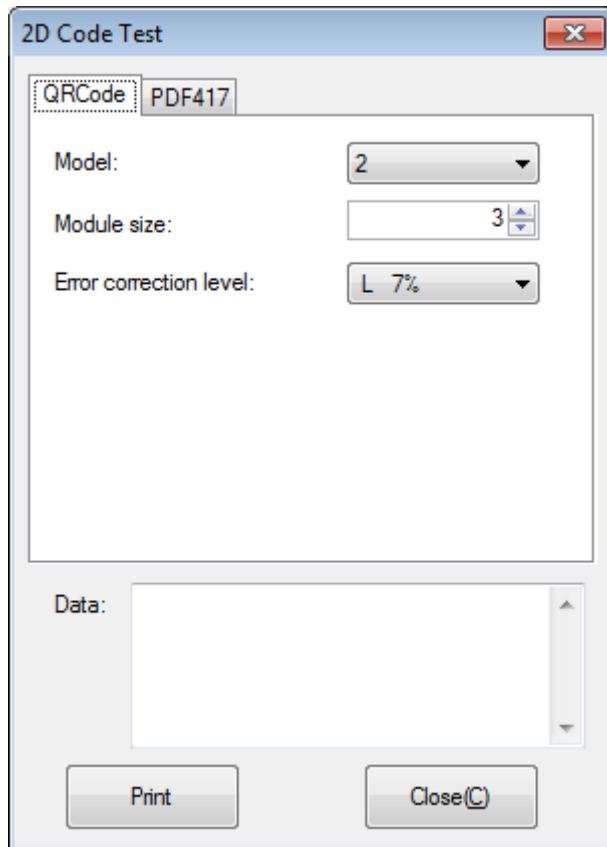 2D Code Test
QRCode PDF417
Model: 2
Module size: 3
Error correction level: L 7%
Data:
Print Close(C)